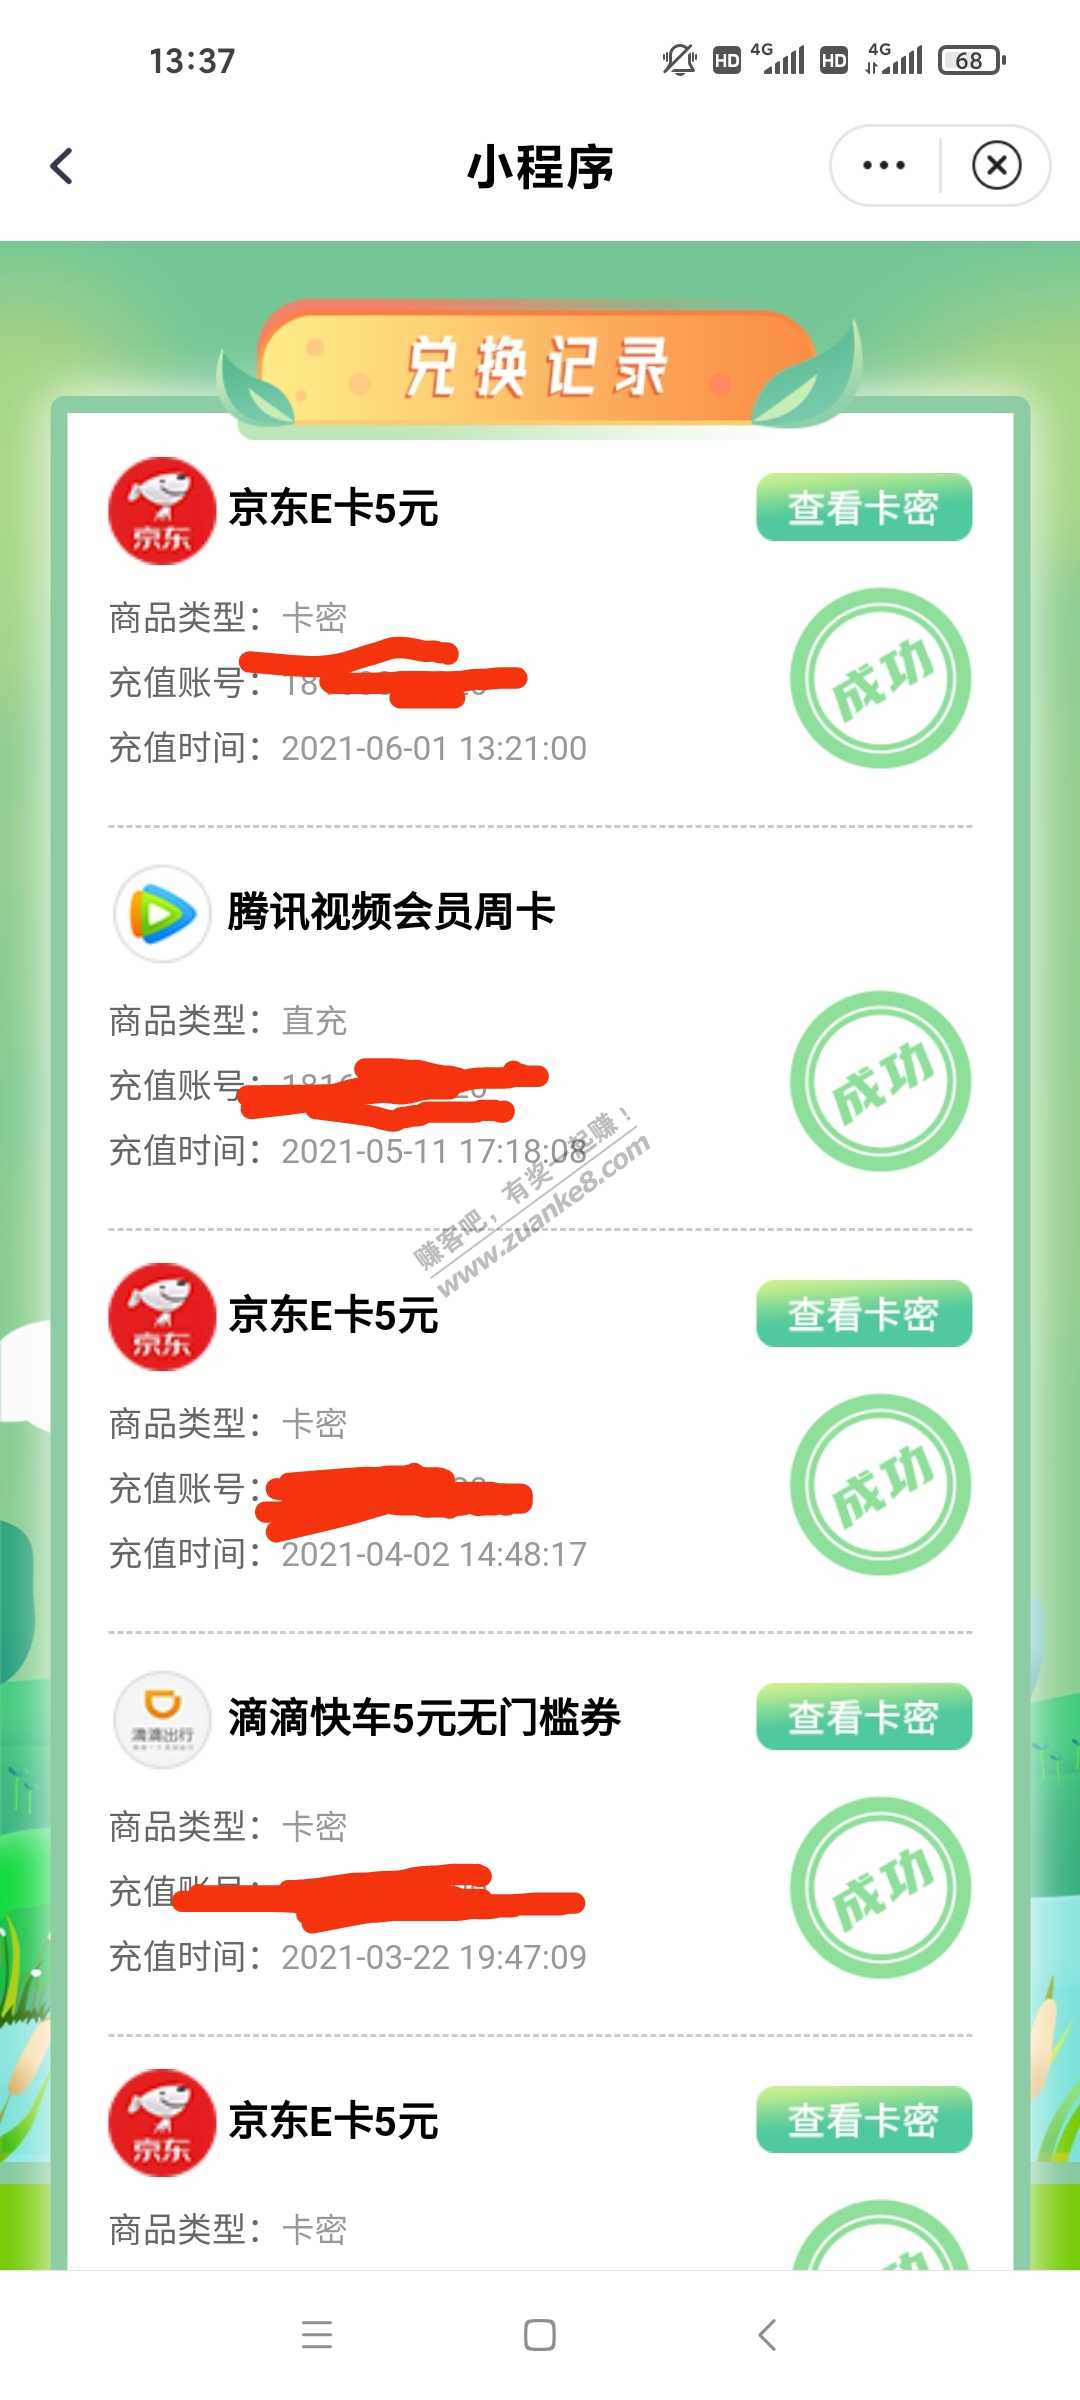 13:37
HD 4G HD 4G 68
小程序
兑换记录
京东
京东E卡5元
查看卡密
商品类型：卡密
充值账号：18
成功
充值时间：2021-06-01 13:21:00
腾讯视频会员周卡
商品类型：直充
充值账号：
成功
充值时间：2021-05-11 17:18:08
赚客吧，有奖一起赚！
www.zuanke8.com
京东
京东E卡5元
查看卡密
商品类型：卡密
充值账号：
成功
充值时间：2021-04-02 14:48:17
滴滴出行
滴滴快车5元无门槛券
查看卡密
商品类型：卡密
充值账号：
成功
充值时间：2021-03-22 19:47:09
京东
京东E卡5元
查看卡密
商品类型：卡密